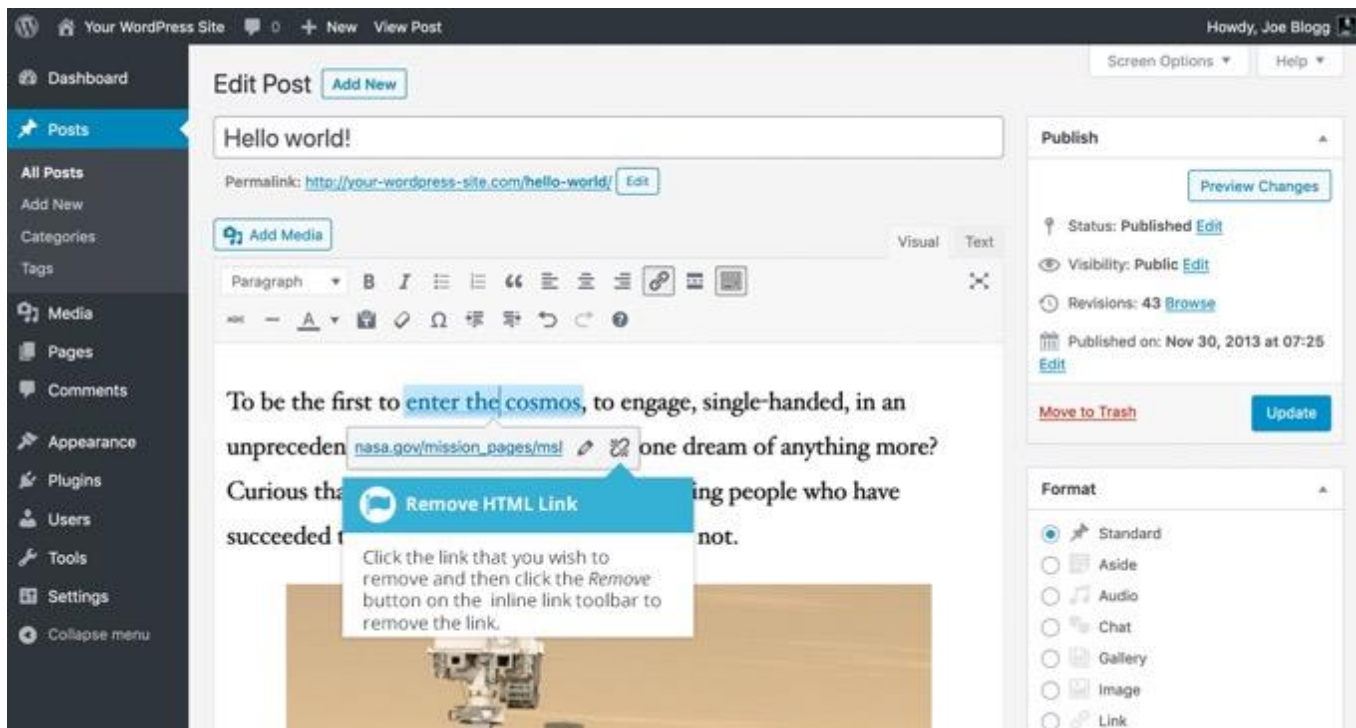 Your WordPress Site 0 + New View Post
Howdy, Joe Blogg
Screen Options ▼ Help ▼
Dashboard
Posts
All Posts
Add New
Categories
Tags
Media
Pages
Comments
Appearance
Plugins
Users
Tools
Settings
Collapse menu
Edit Post Add New
Hello world!
Permalink: http://your-wordpress-site.com/hello-world/ Edit
Add Media
Visual Text
Paragraph B I
ABC A Ω
To be the first to enter the cosmos, to engage, single-handed, in an
unpreceden nasa.gov/mission_pages/msl one dream of anything more?
Curious tha ing people who have
succeeded t not.
Remove HTML Link
Click the link that you wish to
remove and then click the Remove
button on the inline link toolbar to
remove the link.
Publish
Preview Changes
Status: Published Edit
Visibility: Public Edit
Revisions: 43 Browse
Published on: Nov 30, 2013 at 07:25
Edit
Move to Trash Update
Format
Standard
Aside
Audio
Chat
Gallery
Image
Link